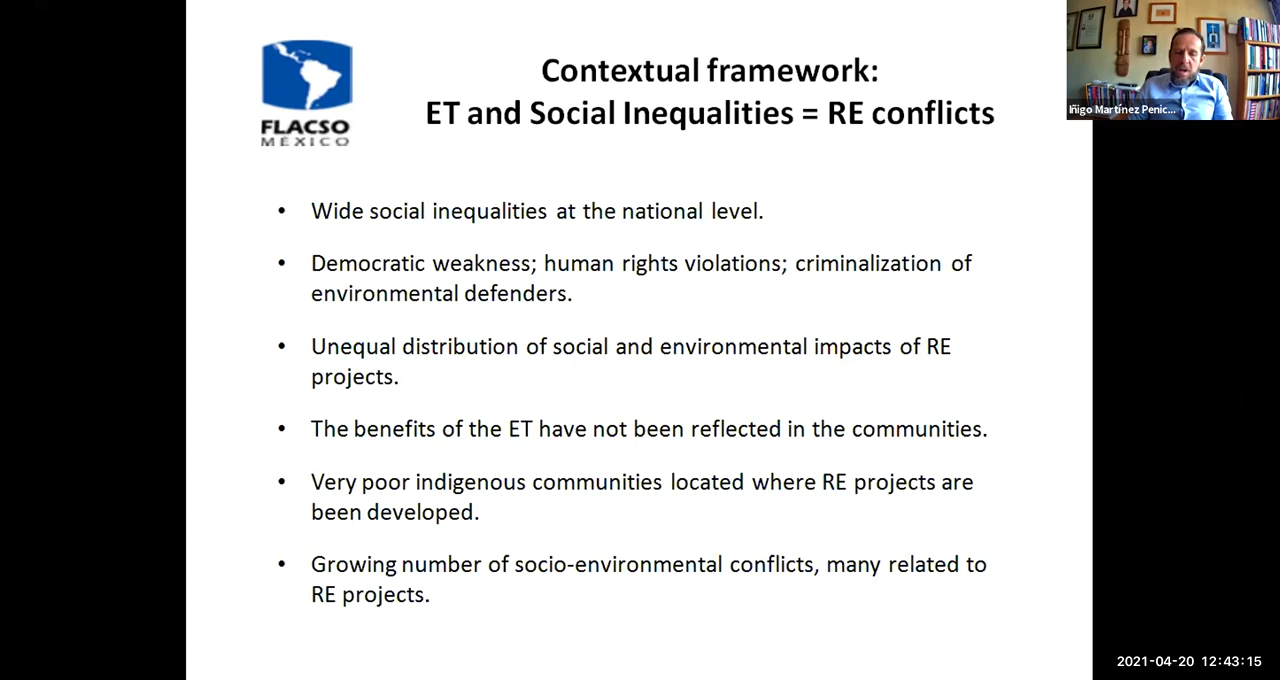 Contextual framework:
ET and Social Inequalities = RE conflicts
FLACSO
MÉXICO
Iñigo Martínez Penic...
• Wide social inequalities at the national level.
• Democratic weakness; human rights violations; criminalization of
environmental defenders.
• Unequal distribution of social and environmental impacts of RE
projects.
• The benefits of the ET have not been reflected in the communities.
• Very poor indigenous communities located where RE projects are
been developed.
• Growing number of socio-environmental conflicts, many related to
RE projects.
2021-04-20 12:43:15